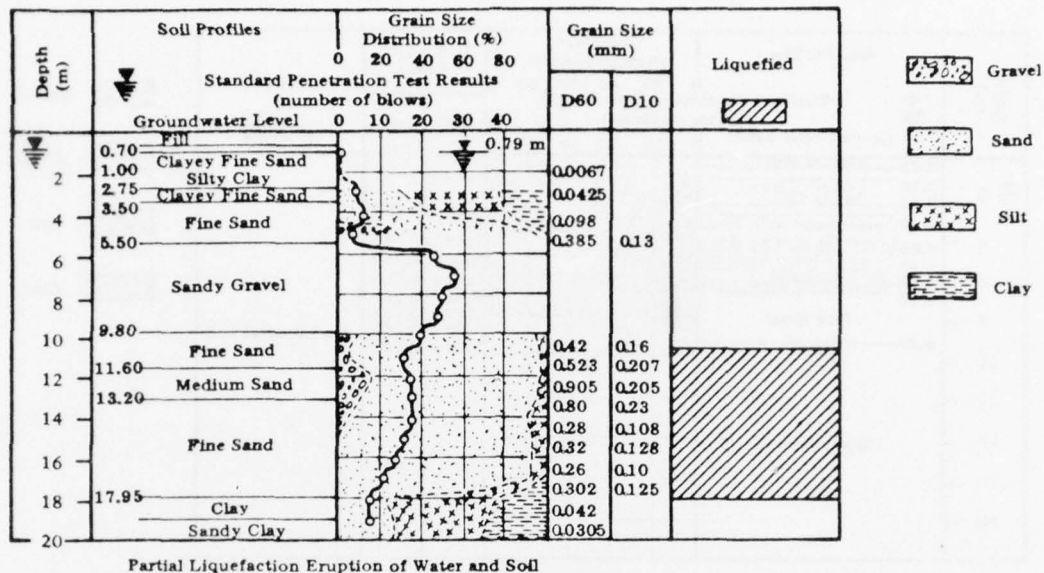 Depth (m)
Soil Profiles
Groundwater Level
Grain Size Distribution (%)
0 20 40 60 80
Standard Penetration Test Results (number of blows)
0 10 20 30 40
Grain Size (mm)
D60 D10
Liquefied
Gravel
Sand
Silt
Clay
0.79 m
Fill
0.70
Clayey Fine Sand
1.00
Silty Clay
2.75
Clayey Fine Sand
3.50
Fine Sand
5.50
Sandy Gravel
9.80
Fine Sand
11.60
Medium Sand
13.20
Fine Sand
17.95
Clay
Sandy Clay
2
4
6
8
10
12
14
16
18
20
0.0067
0.0425
0.098
0.385 0.13
0.42 0.16
0.523 0.207
0.905 0.205
0.80 0.23
0.28 0.108
0.32 0.128
0.26 0.10
0.302 0.125
0.042
0.0305
Partial Liquefaction Eruption of Water and Soil